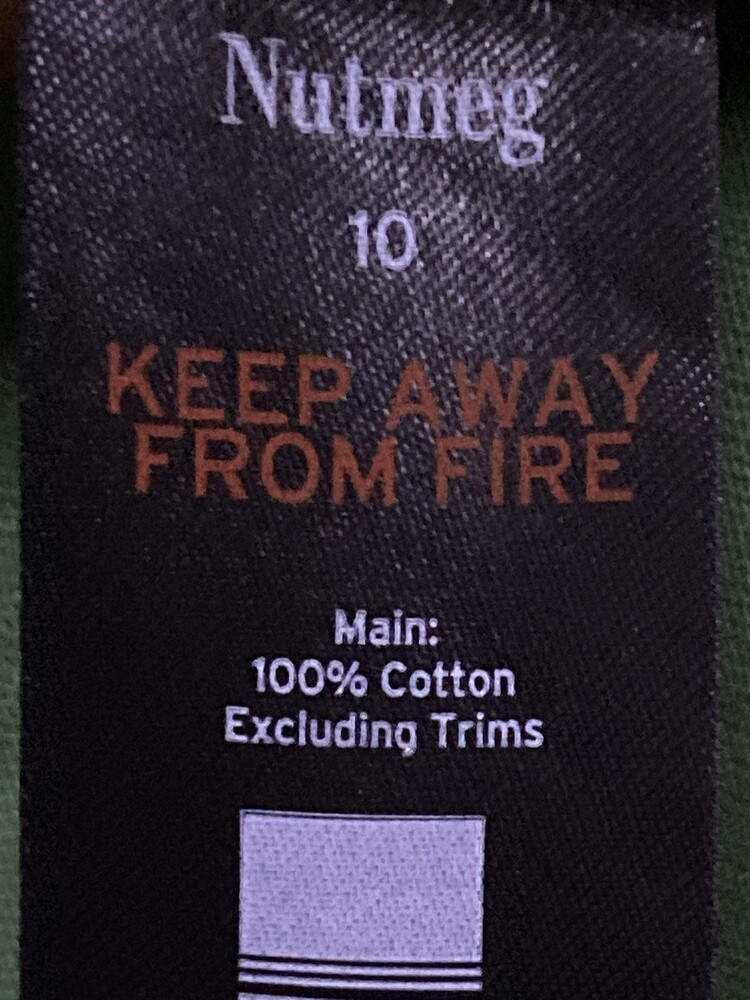 Nutmeg
10
KEEP AWAY
FROM FIRE
Main:
100% Cotton
Excluding Trims